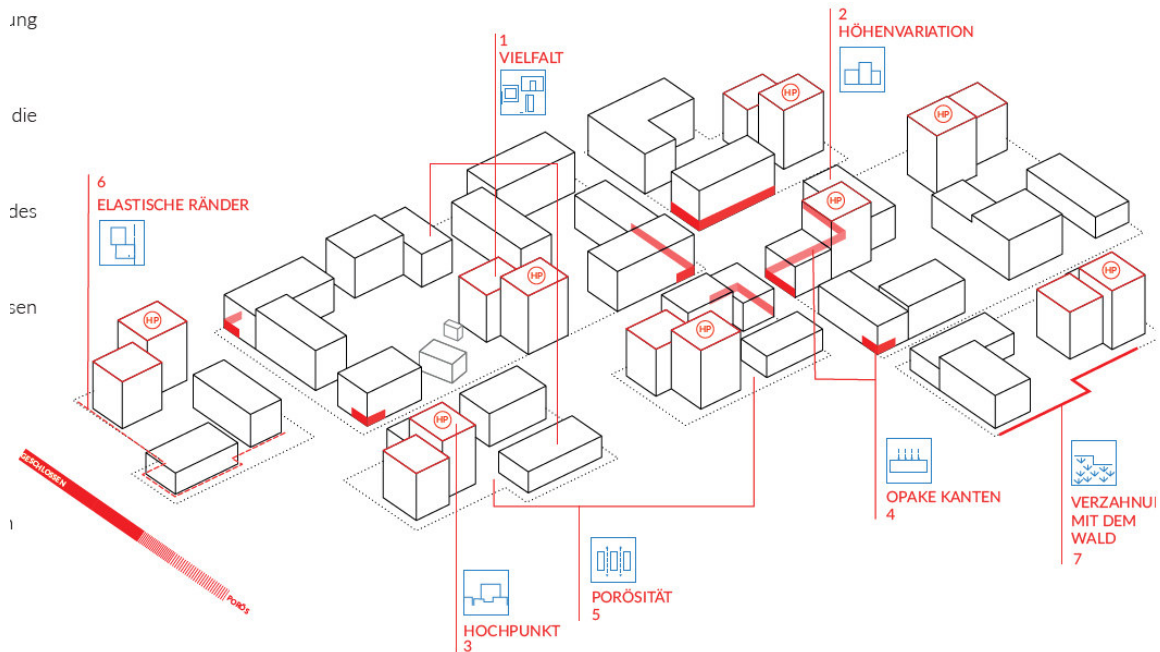 ung
die
des
sen
n
1
VIELFALT
2
HÖHENVARIATION
6
ELASTISCHE RÄNDER
HP
HP
HP
HP
HP
HP
HP
HP
GESCHLOSSEN
PORÖS
HOCHPUNKT
3
PORÖSITÄT
5
OPAKE KANTEN
4
VERZAHNU
MIT DEM
WALD
7